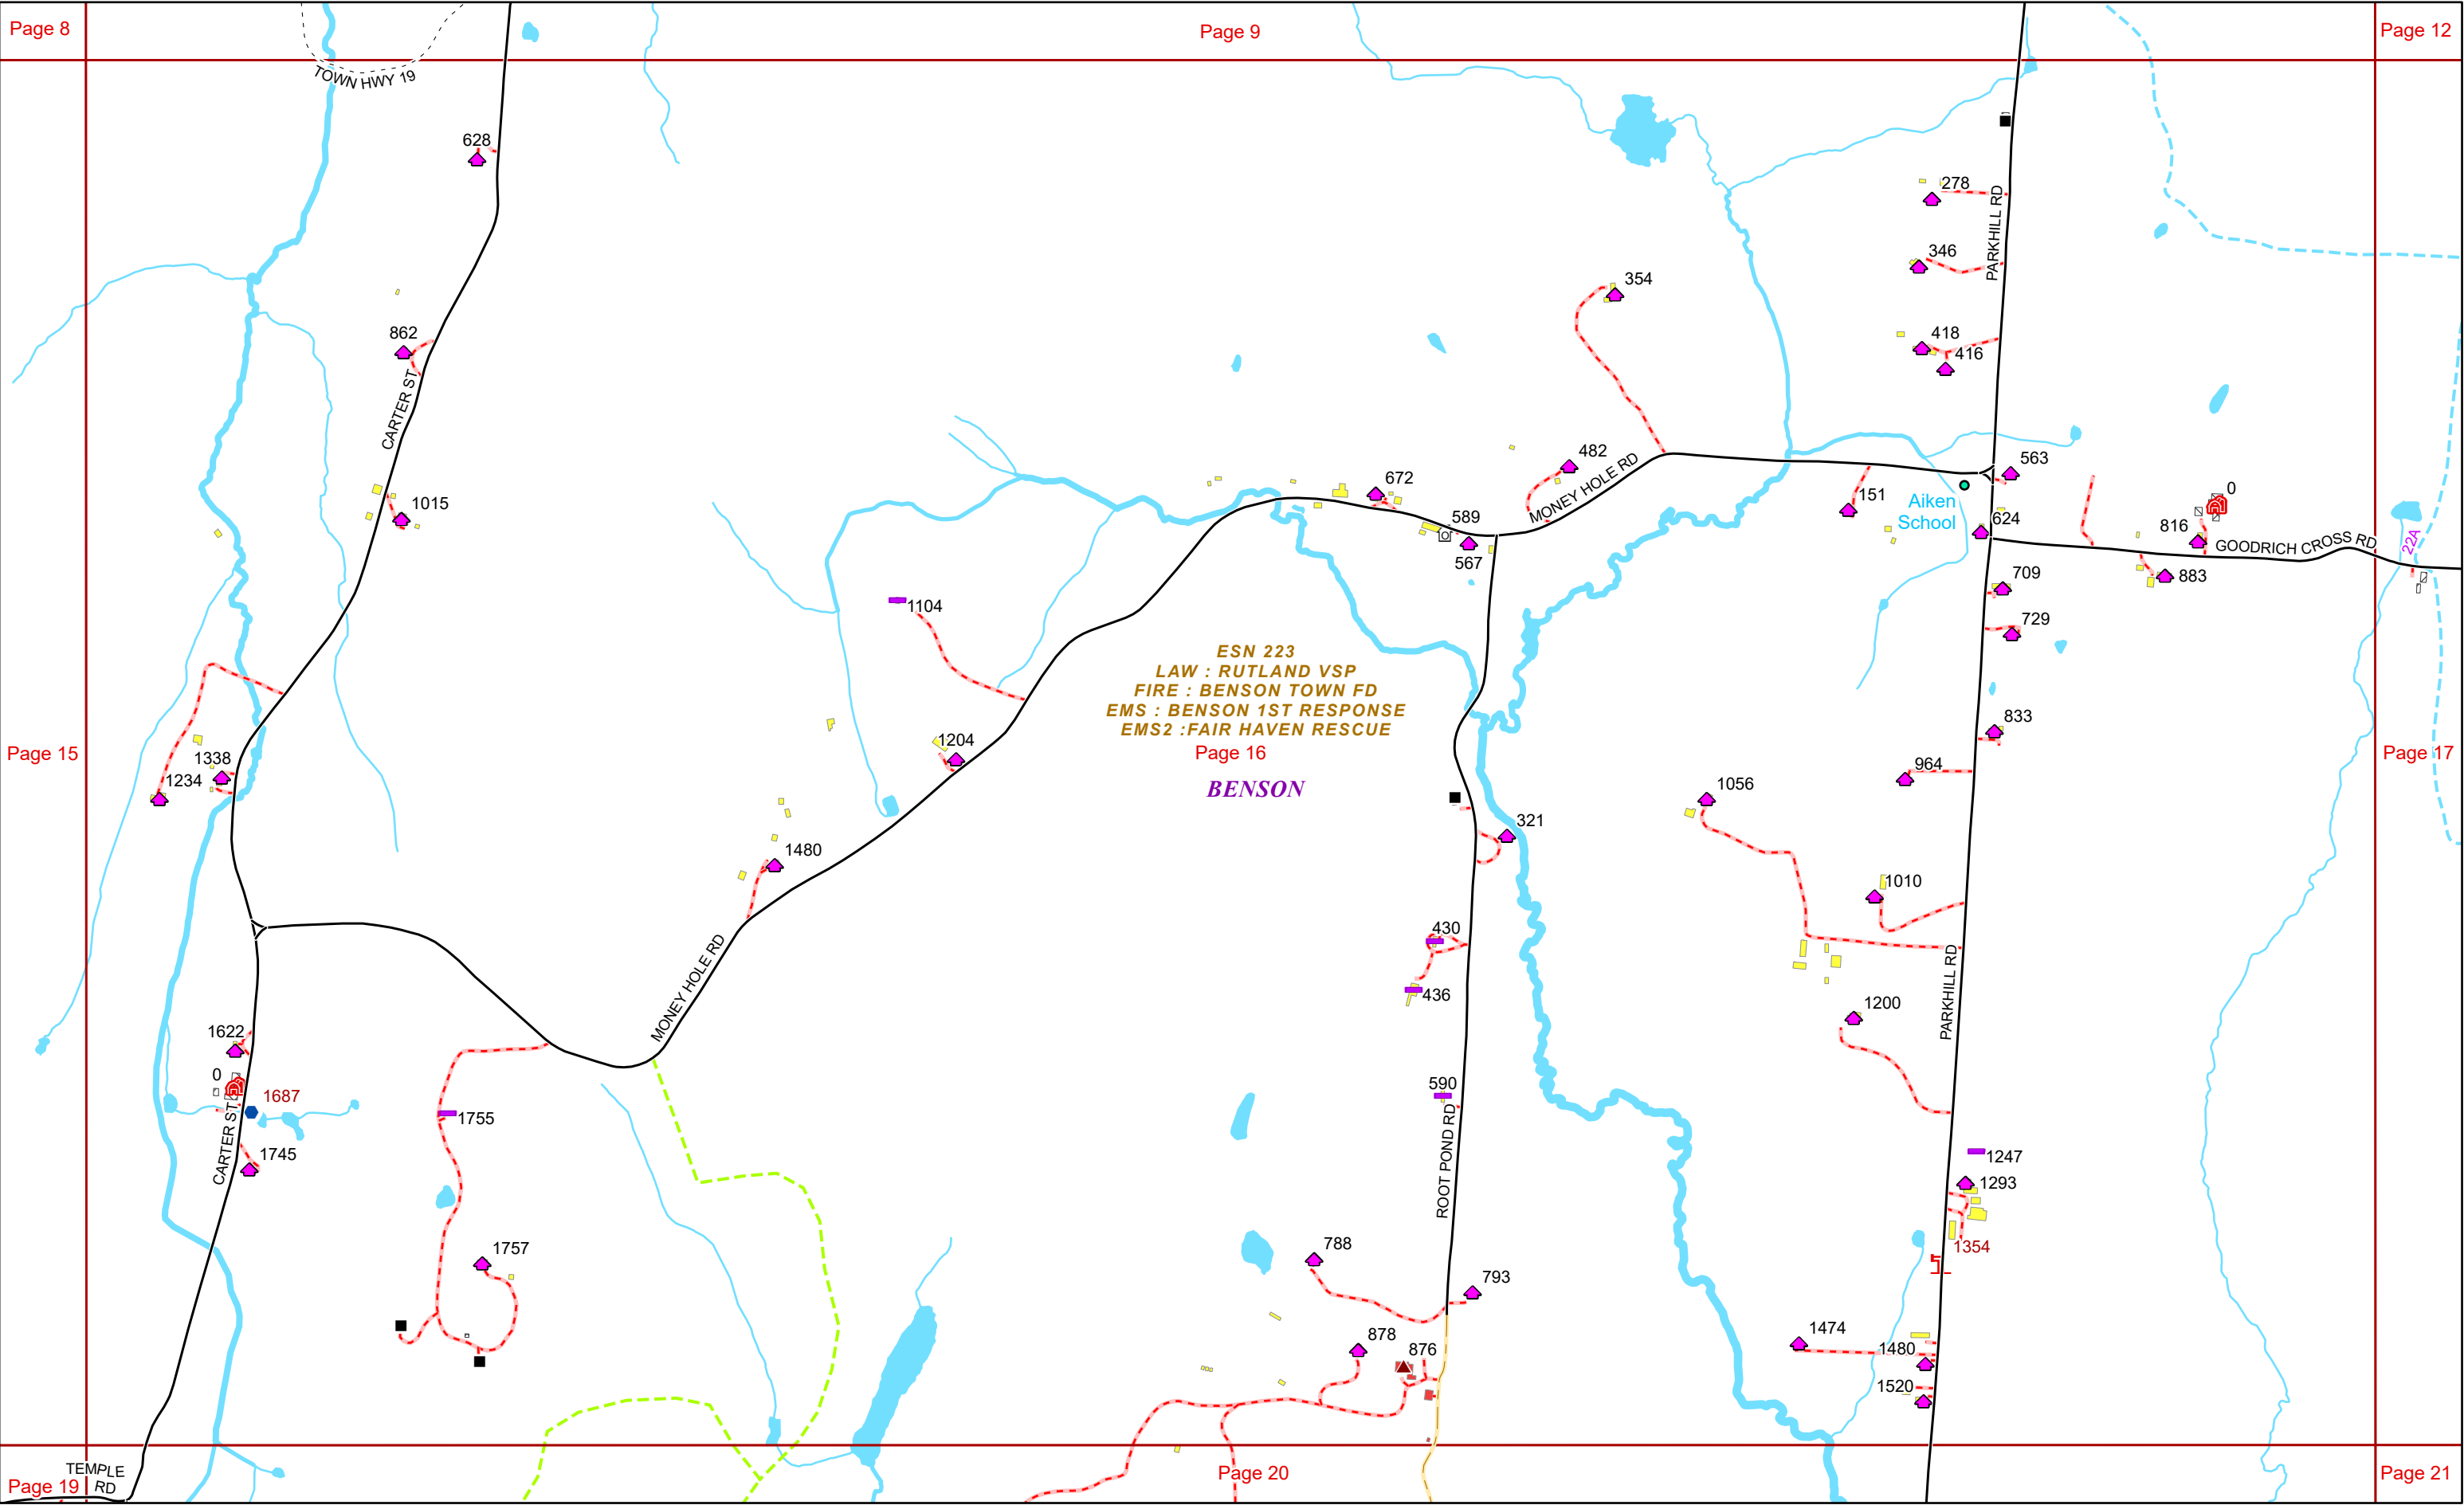 Page 8
Page 9
Page 12
TOWN HWY 19
628
278
PARKHILL RD
346
354
862
418
416
CARTER ST
482
563
672
MONEY HOLE RD
151
0
1015
589
Aiken
School
624
816
GOODRICH CROSS RD
22A
567
883
709
1104
729
ESN 223
LAW : RUTLAND VSP
FIRE : BENSON TOWN FD
EMS : BENSON 1ST RESPONSE
EMS2 :FAIR HAVEN RESCUE
833
1204
Page 15
Page 16
Page 17
1338
1234
964
BENSON
1056
321
1480
1010
430
MONEY HOLE RD
PARKHILL RD
436
1200
1622
0
1687
590
1755
CARTER ST
1745
ROOT POND RD
1247
1293
1757
788
1354
793
878
876
1474
1480
1520
TEMPLE
RD
Page 19
Page 20
Page 21